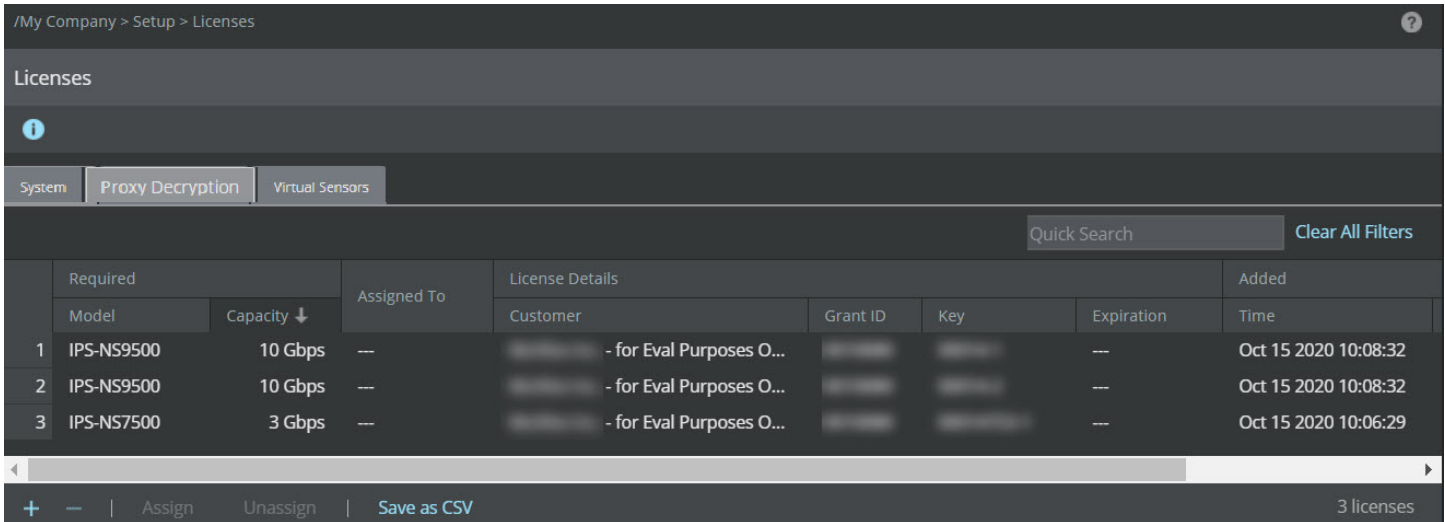 /My Company > Setup > Licenses
Licenses
System Proxy Decryption Virtual Sensors
Quick Search Clear All Filters
Required Assigned To License Details Added
Model Capacity Customer Grant ID Key Expiration Time
1 IPS-NS9500 10 Gbps --- - for Eval Purposes O... --- Oct 15 2020 10:08:32
2 IPS-NS9500 10 Gbps --- - for Eval Purposes O... --- Oct 15 2020 10:08:32
3 IPS-NS7500 3 Gbps --- - for Eval Purposes O... --- Oct 15 2020 10:06:29
+ − | Assign Unassign | Save as CSV 3 licenses